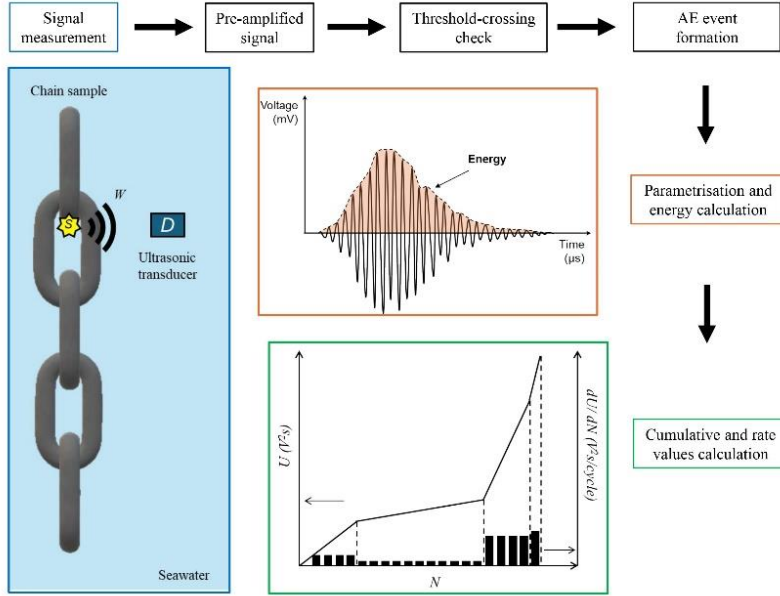 Signal
measurement
Pre-amplified
signal
Threshold-crossing
check
AE event
formation
Chain sample
S
W
D
Ultrasonic
transducer
Seawater
Voltage
(mV)
Energy
Time
(µs)
Parametrisation and
energy calculation
U (V²s)
dU/dN (V²s/cycle)
N
Cumulative and rate
values calculation